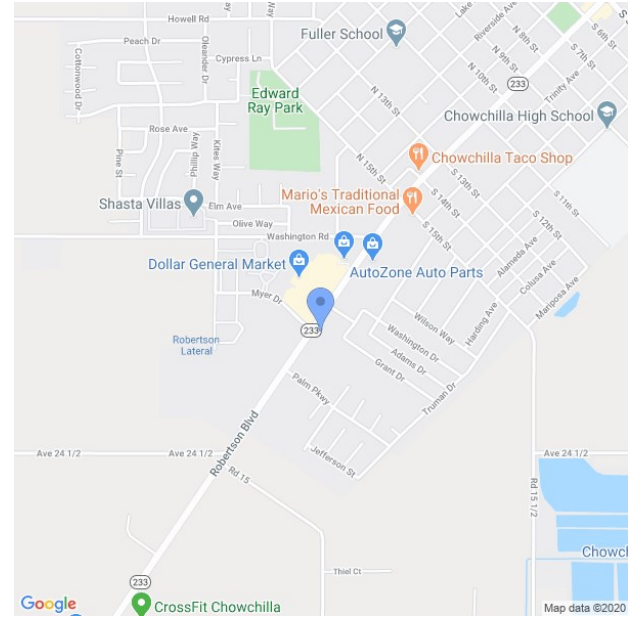 Howell Rd
Fuller School
Lake
Riverside Ave
N 8th St
S 6th St
S 7th St
N 9th St
N 10th St
Peach Dr
Oleander Dr
Cottonwood Dr
Cypress Ln
Way
233
Trinity Ave
Edward
Ray Park
N 13th St
Chowchilla High School
Rose Ave
Pine St
Phillip Way
Kites Way
N 15th St
Chowchilla Taco Shop
S 13th St
S 11th St
S 14th St
S 12th St
Shasta Villas
Elm Ave
Mario's Traditional
Mexican Food
S 15th St
Olive Way
Washington Rd
Alameda Ave
Colusa Ave
Mariposa Ave
Dollar General Market
AutoZone Auto Parts
Myer Dr
Harding Ave
Wilson Way
Washington Dr
Adams Dr
Grant Dr
233
Robertson
Lateral
Palm Pkwy
Truman Dr
Robertson Blvd
Jefferson St
Ave 24 1/2
Ave 24 1/2
Rd 15
Rd 15 1/2
Chowc
Thiel Ct
233
CrossFit Chowchilla
Google
Map data ©2020